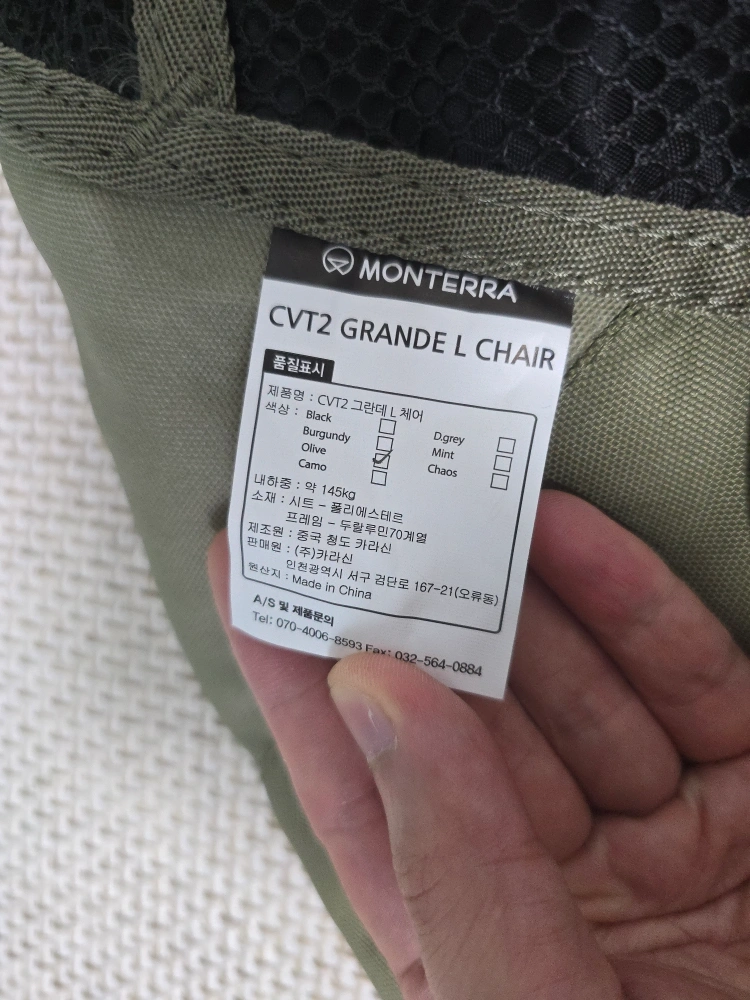 MONTERRA
CVT2 GRANDE L CHAIR
품질표시
제품명 : CVT2 그란데 L 체어
색상 : Black
D.grey
Burgundy
Mint
Olive
Chaos
Camo
내하중 : 약 145kg
소재 : 시트 - 폴리에스테르
프레임 - 두랄루민70계열
제조원 : 중국 청도 카라신
판매원 : (주)카라신
인천광역시 서구 검단로 167-21(오류동)
원산지 : Made in China
A/S 및 제품문의
Tel: 070-4006-8593 Fax: 032-564-0884